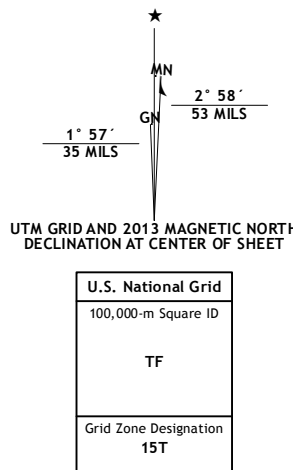 ★
MN
GN
2° 58´
53 MILS
1° 57´
35 MILS
UTM GRID AND 2013 MAGNETIC NORTH
DECLINATION AT CENTER OF SHEET
U.S. National Grid
100,000-m Square ID
TF
Grid Zone Designation
15T